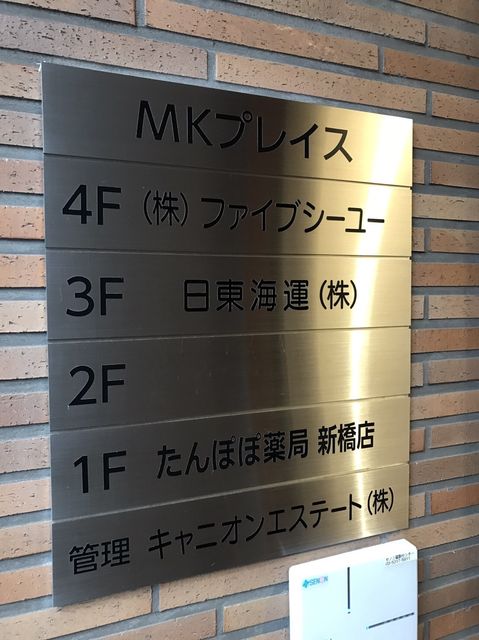 MKプレイス
4F (株)ファイブシーユー
3F 日東海運(株)
2F
1F たんぽぽ薬局 新橋店
管理 キャニオンエステート(株)
SENON